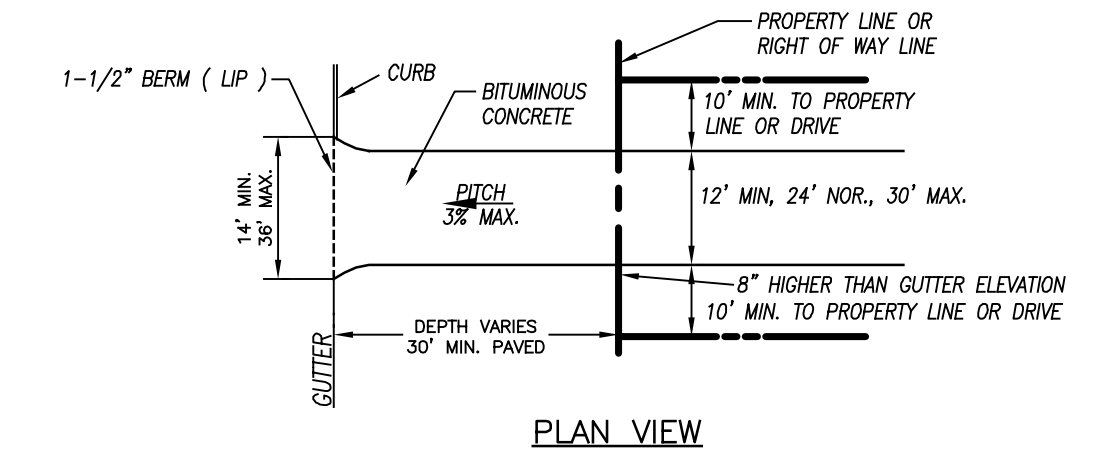 PROPERTY LINE OR
RIGHT OF WAY LINE
1-1/2" BERM ( LIP )
CURB
BITUMINOUS
CONCRETE
10' MIN. TO PROPERTY
LINE OR DRIVE
14' MIN.
36' MAX.
PITCH
3% MAX.
12' MIN, 24' NOR., 30' MAX.
8" HIGHER THAN GUTTER ELEVATION
10' MIN. TO PROPERTY LINE OR DRIVE
DEPTH VARIES
30' MIN. PAVED
GUTTER
PLAN VIEW